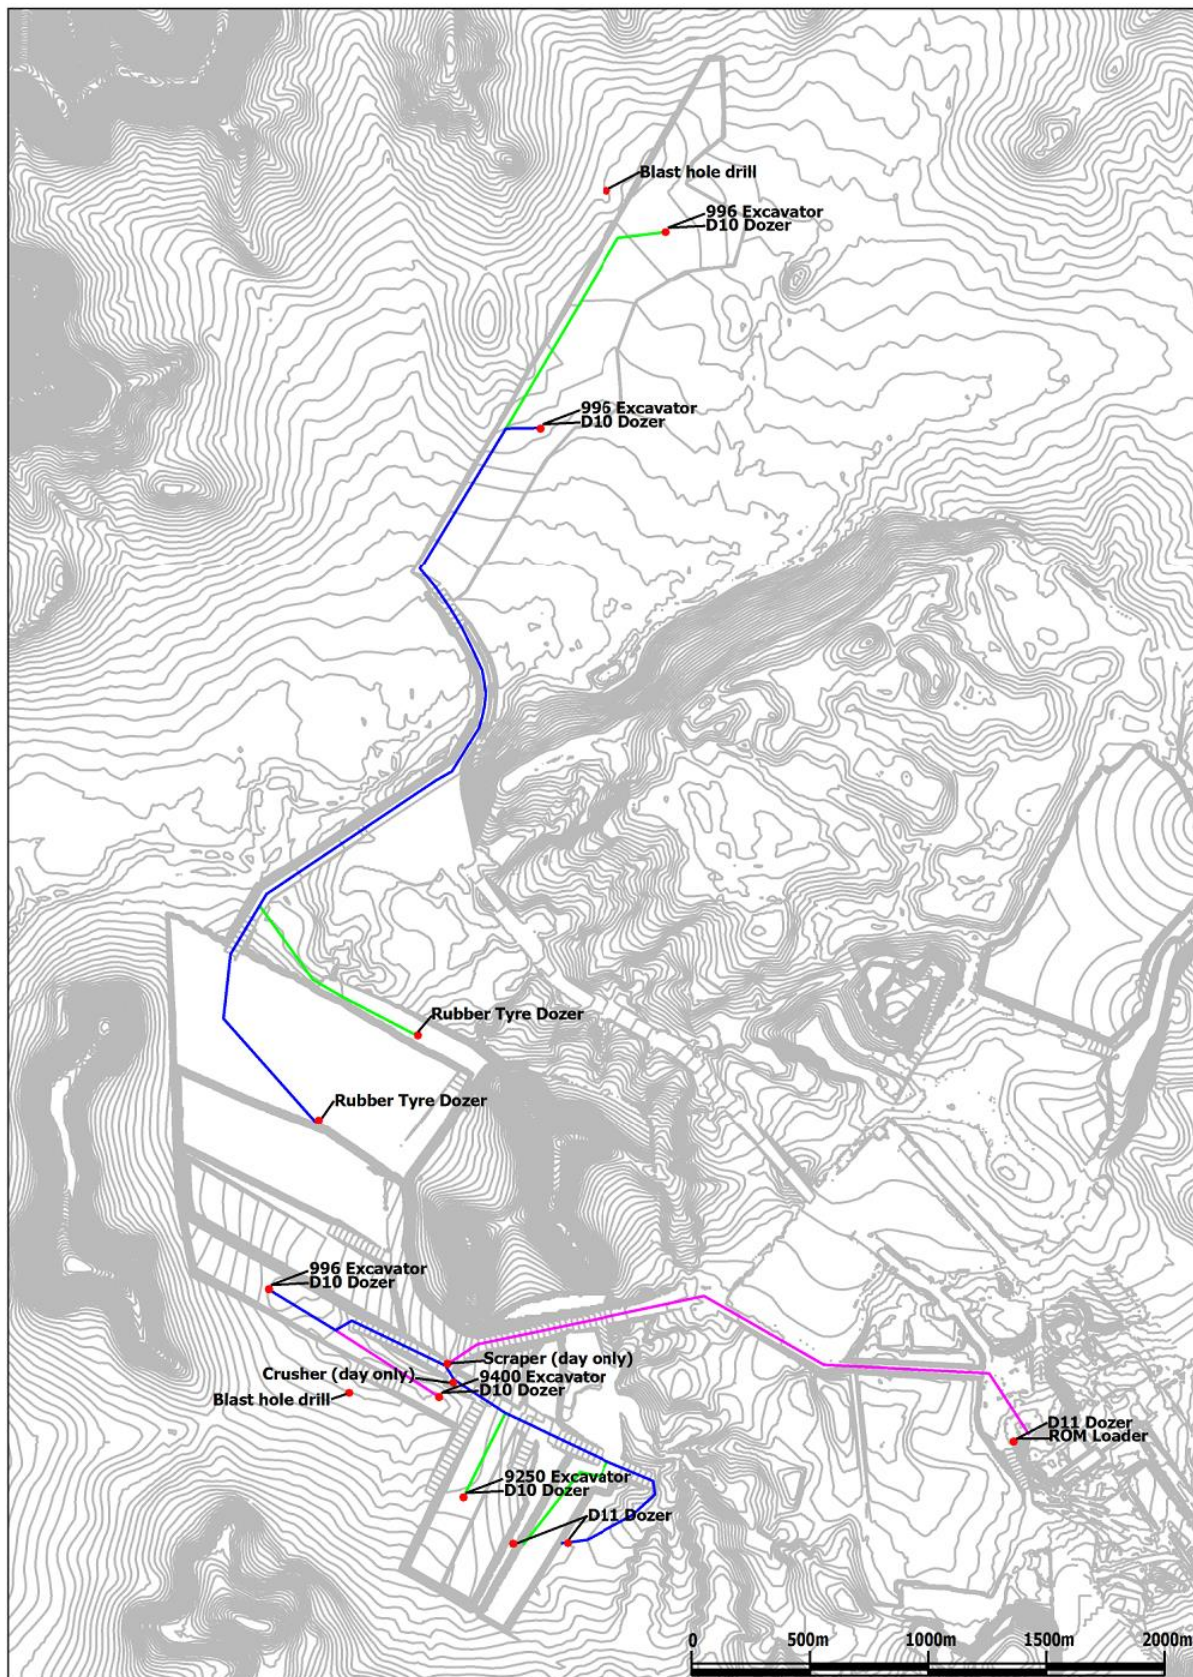 Blast hole drill
996 Excavator
D10 Dozer
996 Excavator
D10 Dozer
Rubber Tyre Dozer
Rubber Tyre Dozer
996 Excavator
D10 Dozer
Scraper (day only)
Crusher (day only)
9400 Excavator
D10 Dozer
Blast hole drill
D11 Dozer
ROM Loader
9250 Excavator
D10 Dozer
D11 Dozer
0 500m 1000m 1500m 2000m